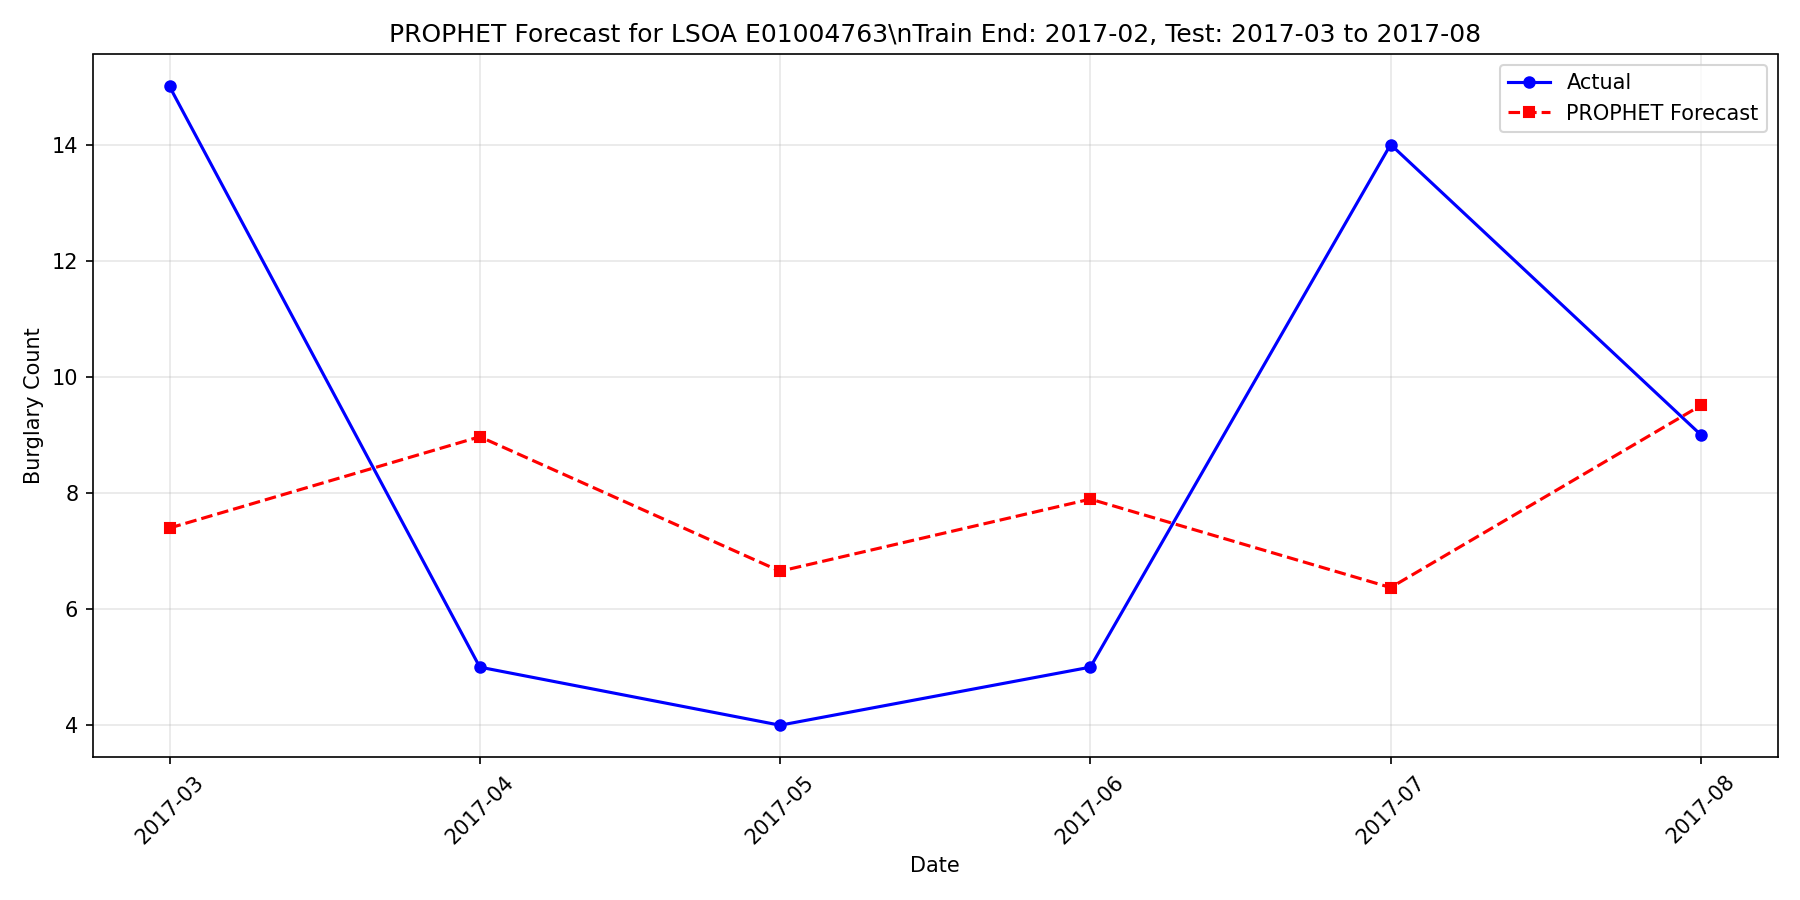 PROPHET Forecast for LSOA E01004763\nTrain End: 2017-02, Test: 2017-03 to 2017-08
Actual
PROPHET Forecast
Burglary Count
14
12
10
8
6
4
2017-03
2017-04
2017-05
2017-06
2017-07
2017-08
Date